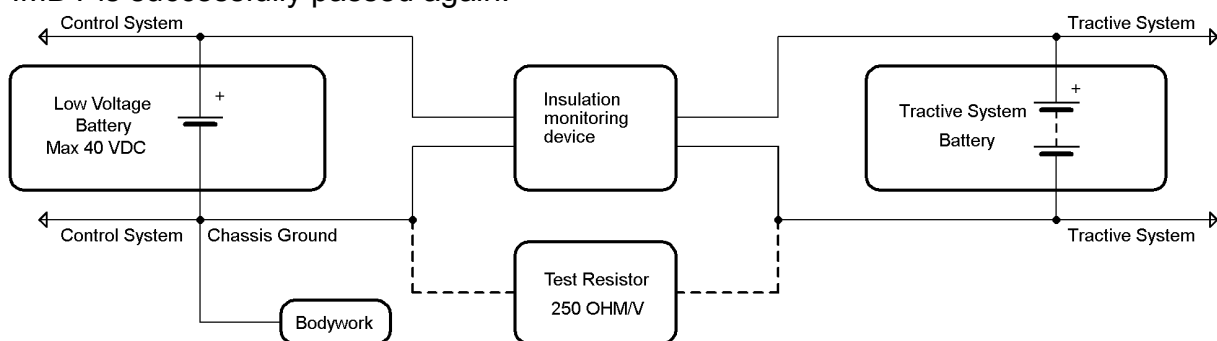 IMDT is successfully passed again.
Control System
Tractive System
Low Voltage
Battery
Max 40 VDC
+
Insulation
monitoring
device
+
Tractive System
Battery
Control System
Chassis Ground
Tractive System
Test Resistor
250 OHM/V
Bodywork